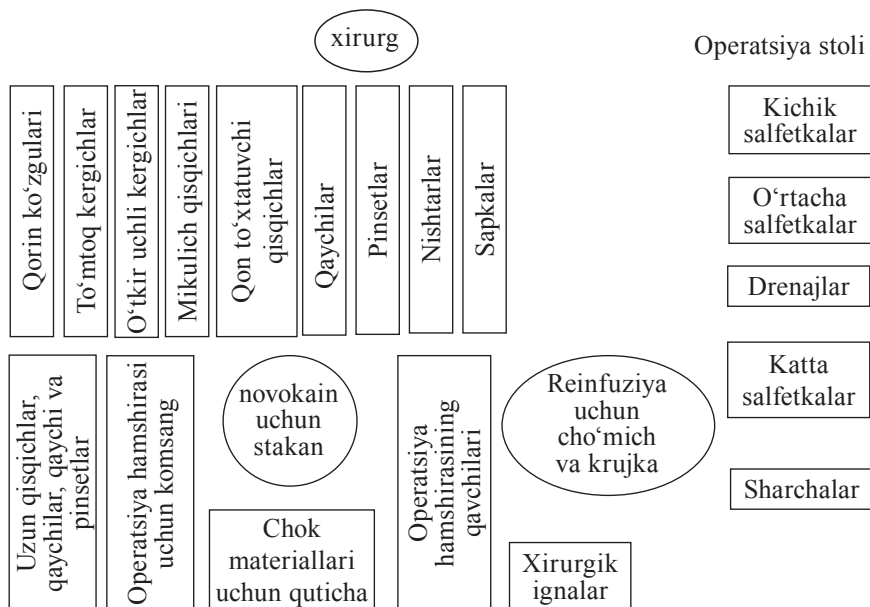 xirurg
Operatsiya stoli
Qorin ko‘zgulari
To‘mtoq kergichlar
O‘tkir uchli kergichlar
Mikulich qisqichlari
Qon to‘xtatuvchi
qisqichlar
Qaychilar
Pinsetlar
Nishtarlar
Sapkalar
Kichik
salfetkalar
O‘rtacha
salfetkalar
Drenajlar
Katta
salfetkalar
Sharchalar
Uzun qisqichlar,
qaychilar, qaychi va
pinsetlar
Operatsiya hamshirasi
uchun komsang
novokain
uchun
stakan
Chok
materiallari
uchun quticha
Operatsiya
hamshirasining
qavchilari
Reinfuziya
uchun
cho‘mich
va krujka
Xirurgik
ignalar